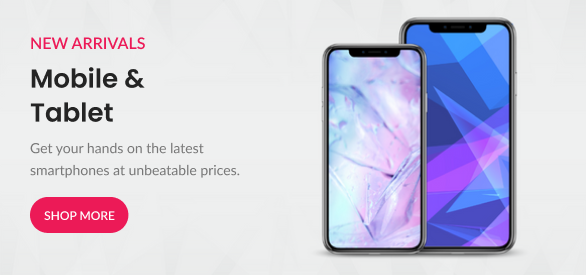 NEW ARRIVALS
Mobile &
Tablet
Get your hands on the latest
smartphones at unbeatable prices.
SHOP MORE